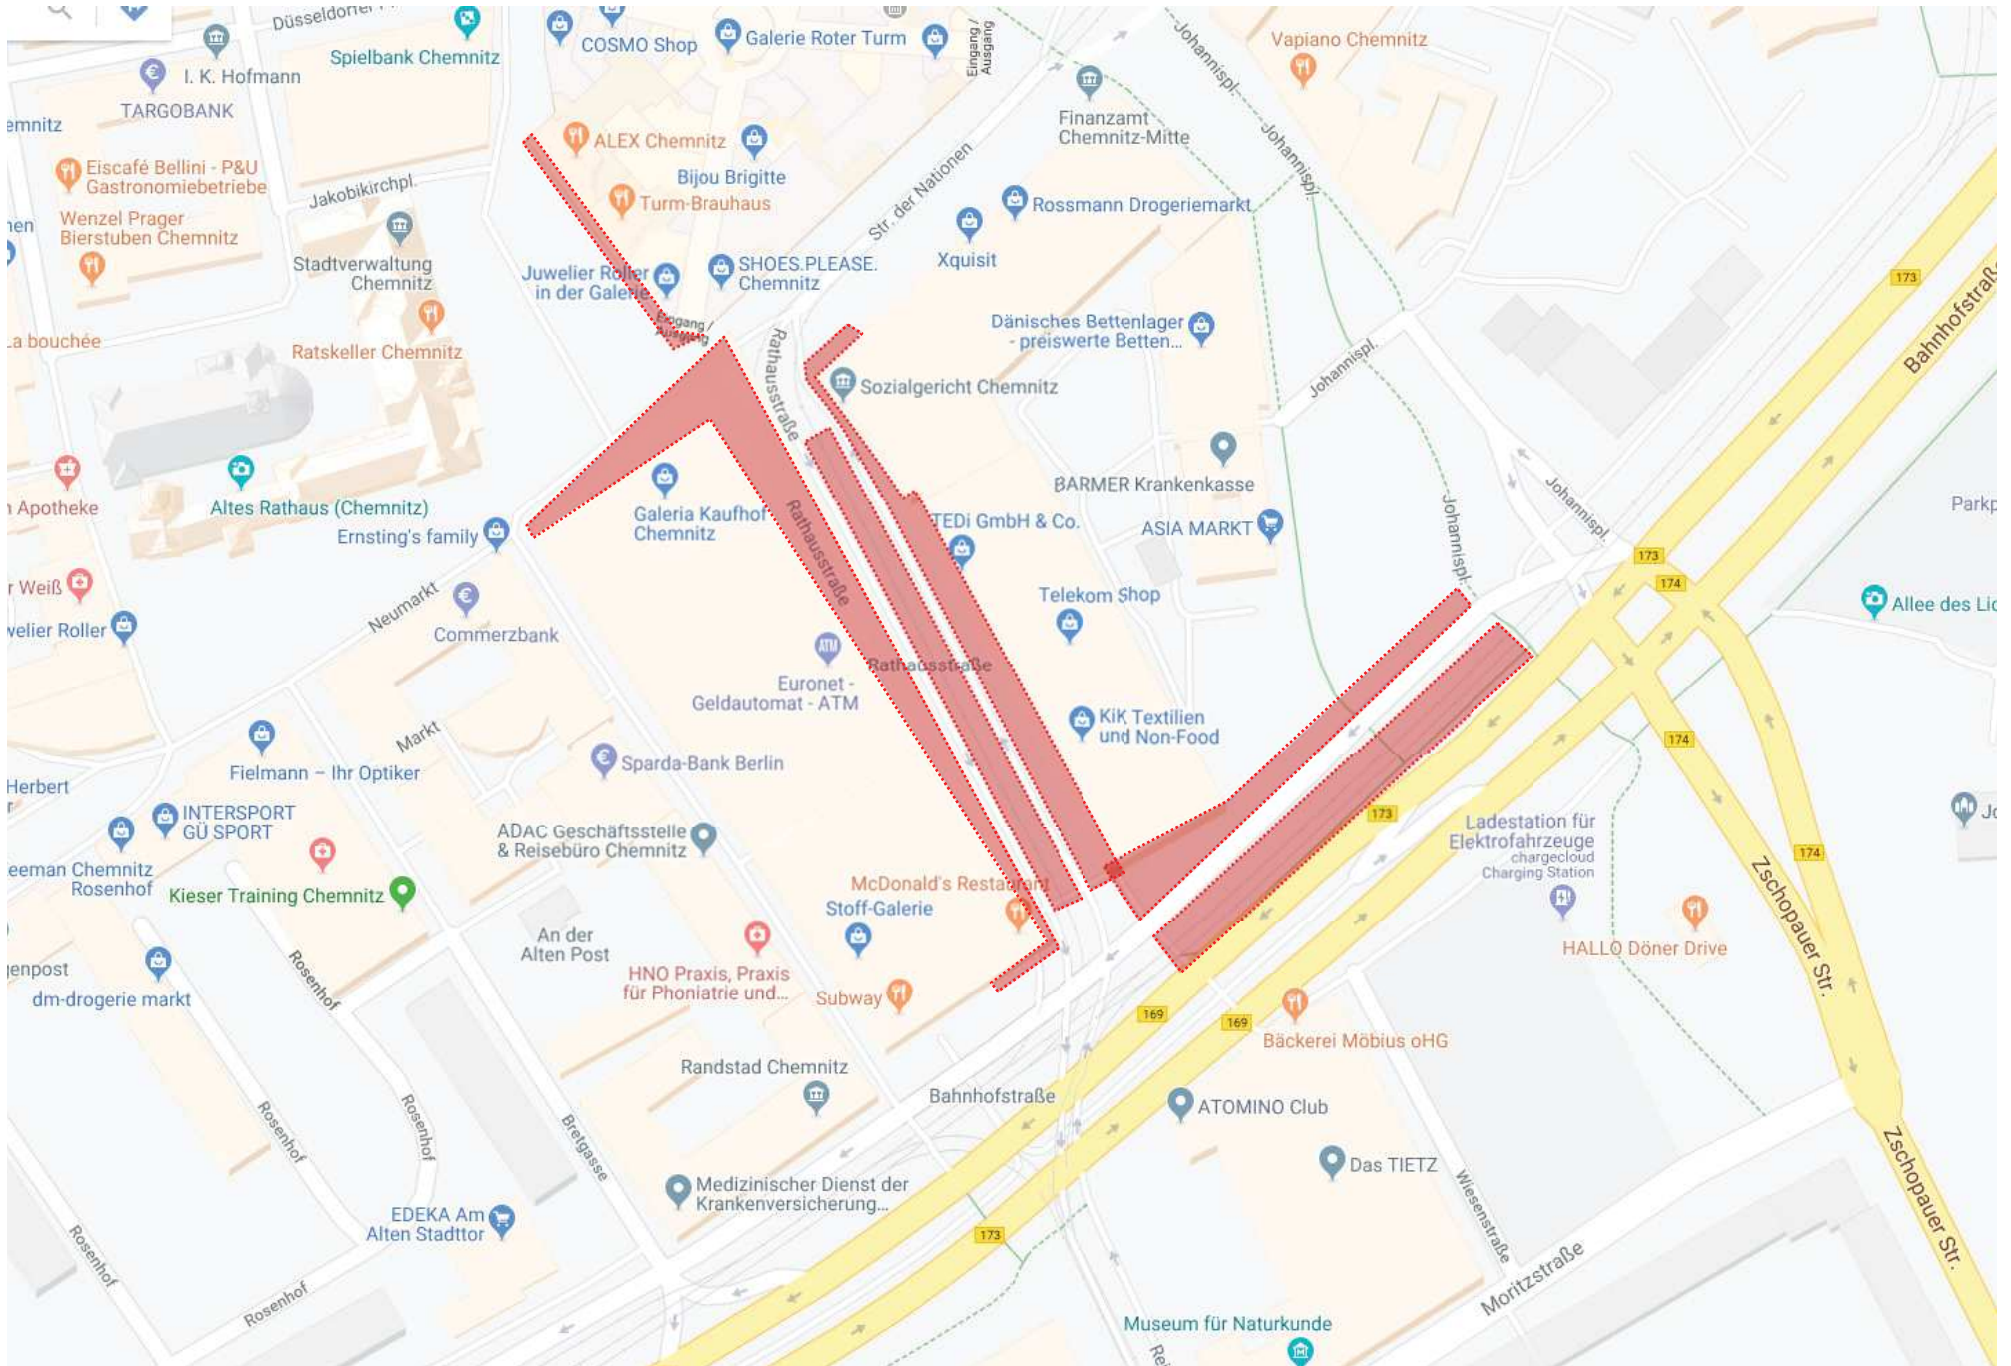 Düsseldorfer
Spielbank Chemnitz
I. K. Hofmann
TARGOBANK
emnitz
COSMO Shop
Galerie Roter Turm
Eingang /
Ausgang
Johannispl.
Vapiano Chemnitz
Finanzamt
Chemnitz-Mitte
Johannispl.
ALEX Chemnitz
Bijou Brigitte
Turm-Brauhaus
Str. der Nationen
Rossmann Drogeriemarkt
Xquisit
Eiscafé Bellini - P&U
Gastronomiebetriebe
Jakobikirchpl.
Wenzel Prager
Bierstuben Chemnitz
nen
Stadtverwaltung
Chemnitz
Juwelier Roller
in der Galerie
SHOES.PLEASE.
Chemnitz
173
Bahnhofstraße
Eingang /
Ausgang
La bouchée
Ratskeller Chemnitz
Rathausstraße
Dänisches Bettenlager
- preiswerte Betten...
Johannispl.
Sozialgericht Chemnitz
BARMER Krankenkasse
ASIA MARKT
Johannispl.
Johannispl.
Parkp
n Apotheke
Altes Rathaus (Chemnitz)
Ernsting's family
Galeria Kaufhof
Chemnitz
Rathausstraße
TEDi GmbH & Co.
173
174
Allee des Lic
r Weiß
welier Roller
Neumarkt
Commerzbank
Telekom Shop
ATM
Euronet -
Geldautomat - ATM
Rathausstraße
KiK Textilien
und Non-Food
174
Markt
Fielmann – Ihr Optiker
Sparda-Bank Berlin
Herbert
r
INTERSPORT
GÜ SPORT
ADAC Geschäftsstelle
& Reisebüro Chemnitz
173
Ladestation für
Elektrofahrzeuge
chargecloud
Charging Station
174
Zschopauer Str.
Jo
eeman Chemnitz
Rosenhof
Kieser Training Chemnitz
McDonald's Restaurant
Stoff-Galerie
An der
Alten Post
HALLO Döner Drive
genpost
dm-drogerie markt
Rosenhof
HNO Praxis, Praxis
für Phoniatrie und...
Subway
169
169
Bäckerei Möbius oHG
Randstad Chemnitz
Bahnhofstraße
ATOMINO Club
Rosenhof
Rosenhof
Bretgasse
Das TIETZ
Wiesenstraße
Zschopauer Str.
Medizinischer Dienst der
Krankenversicherung...
EDEKA Am
Alten Stadttor
173
Rosenhof
Rosenhof
Moritzstraße
Museum für Naturkunde
Rei